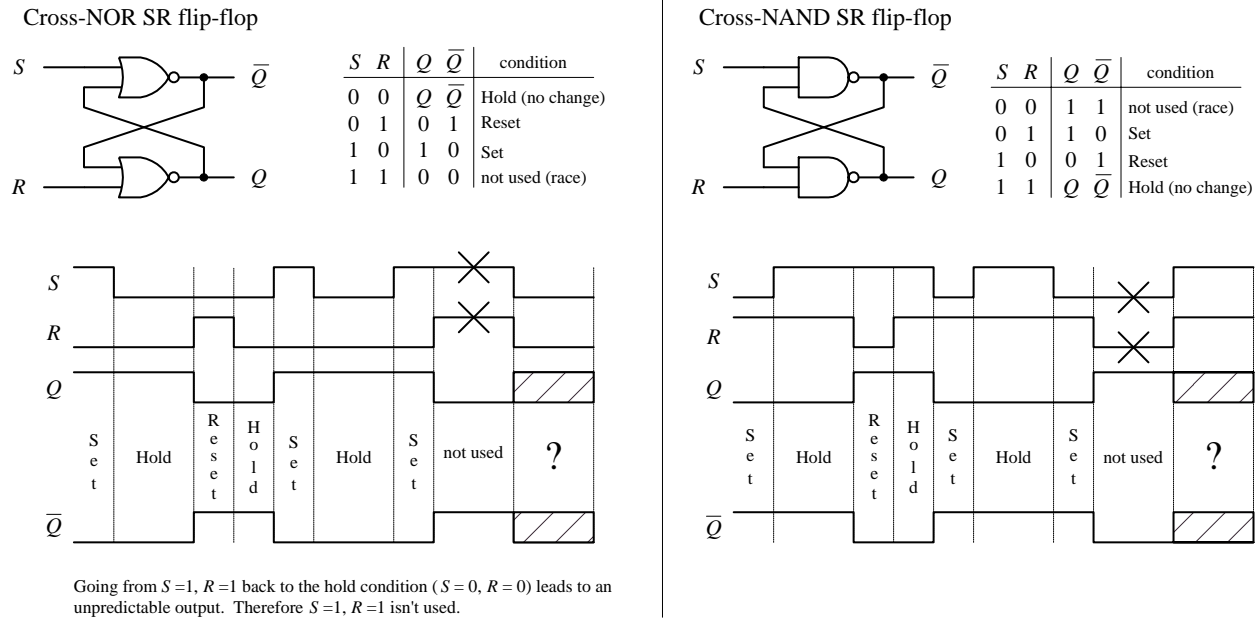 Cross-NOR SR flip-flop
S
R
Q̅
Q
S R Q Q̅ condition
0 0 Q Q̅ Hold (no change)
0 1 0 1 Reset
1 0 1 0 Set
1 1 0 0 not used (race)
S
R
Q
Set
Hold
Reset
Hold
Set
Hold
Set
not used
?
Q̅
Going from S =1, R =1 back to the hold condition ( S = 0, R = 0) leads to an
unpredictable output. Therefore S =1, R =1 isn't used.
Cross-NAND SR flip-flop
S
R
Q̅
Q
S R Q Q̅ condition
0 0 1 1 not used (race)
0 1 1 0 Set
1 0 0 1 Reset
1 1 Q Q̅ Hold (no change)
S
R
Q
Set
Hold
Reset
Hold
Set
Hold
Set
not used
?
Q̅